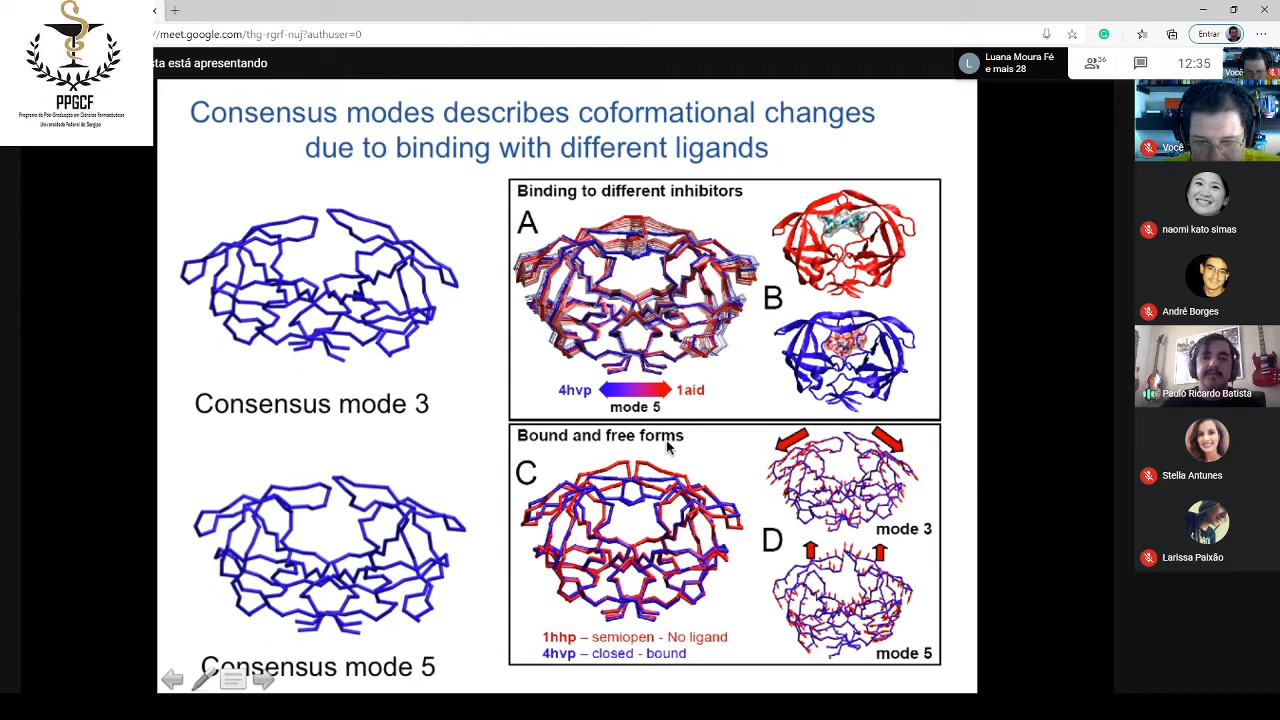 //meet.google.com/thg-rgrf-nuj?authuser=0
Entrar
sta está apresentando
Luana Moura Fé
e mais 28
L
36
12:35
Você
PPGCF
Programa de Pós-Graduação em Ciências Farmacêuticas
Universidade Federal de Sergipe
Consensus modes describes coformational changes
due to binding with different ligands
Consensus mode 3
Consensus mode 5
Binding to different inhibitors
A
B
4hvp
1aid
mode 5
Bound and free forms
C
D
mode 3
mode 5
1hhp – semiopen - No ligand
4hvp – closed - bound
Você
naomi kato simas
André Borges
Paulo Ricardo Batista
Stella Antunes
Larissa Paixão